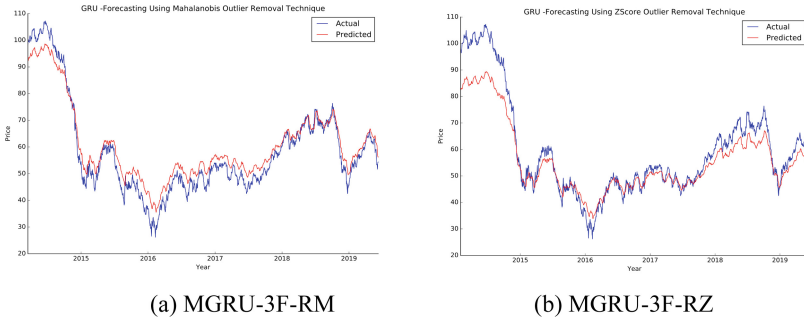 GRU -Forecasting Using Mahalanobis Outlier Removal Technique
Actual
Predicted
110
100
90
80
70
60
50
40
30
20
Price
2015 2016 2017 2018 2019
Year
(a) MGRU-3F-RM
GRU -Forecasting Using ZScore Outlier Removal Technique
Actual
Predicted
110
100
90
80
70
60
50
40
30
20
Price
2015 2016 2017 2018 2019
Year
(b) MGRU-3F-RZ